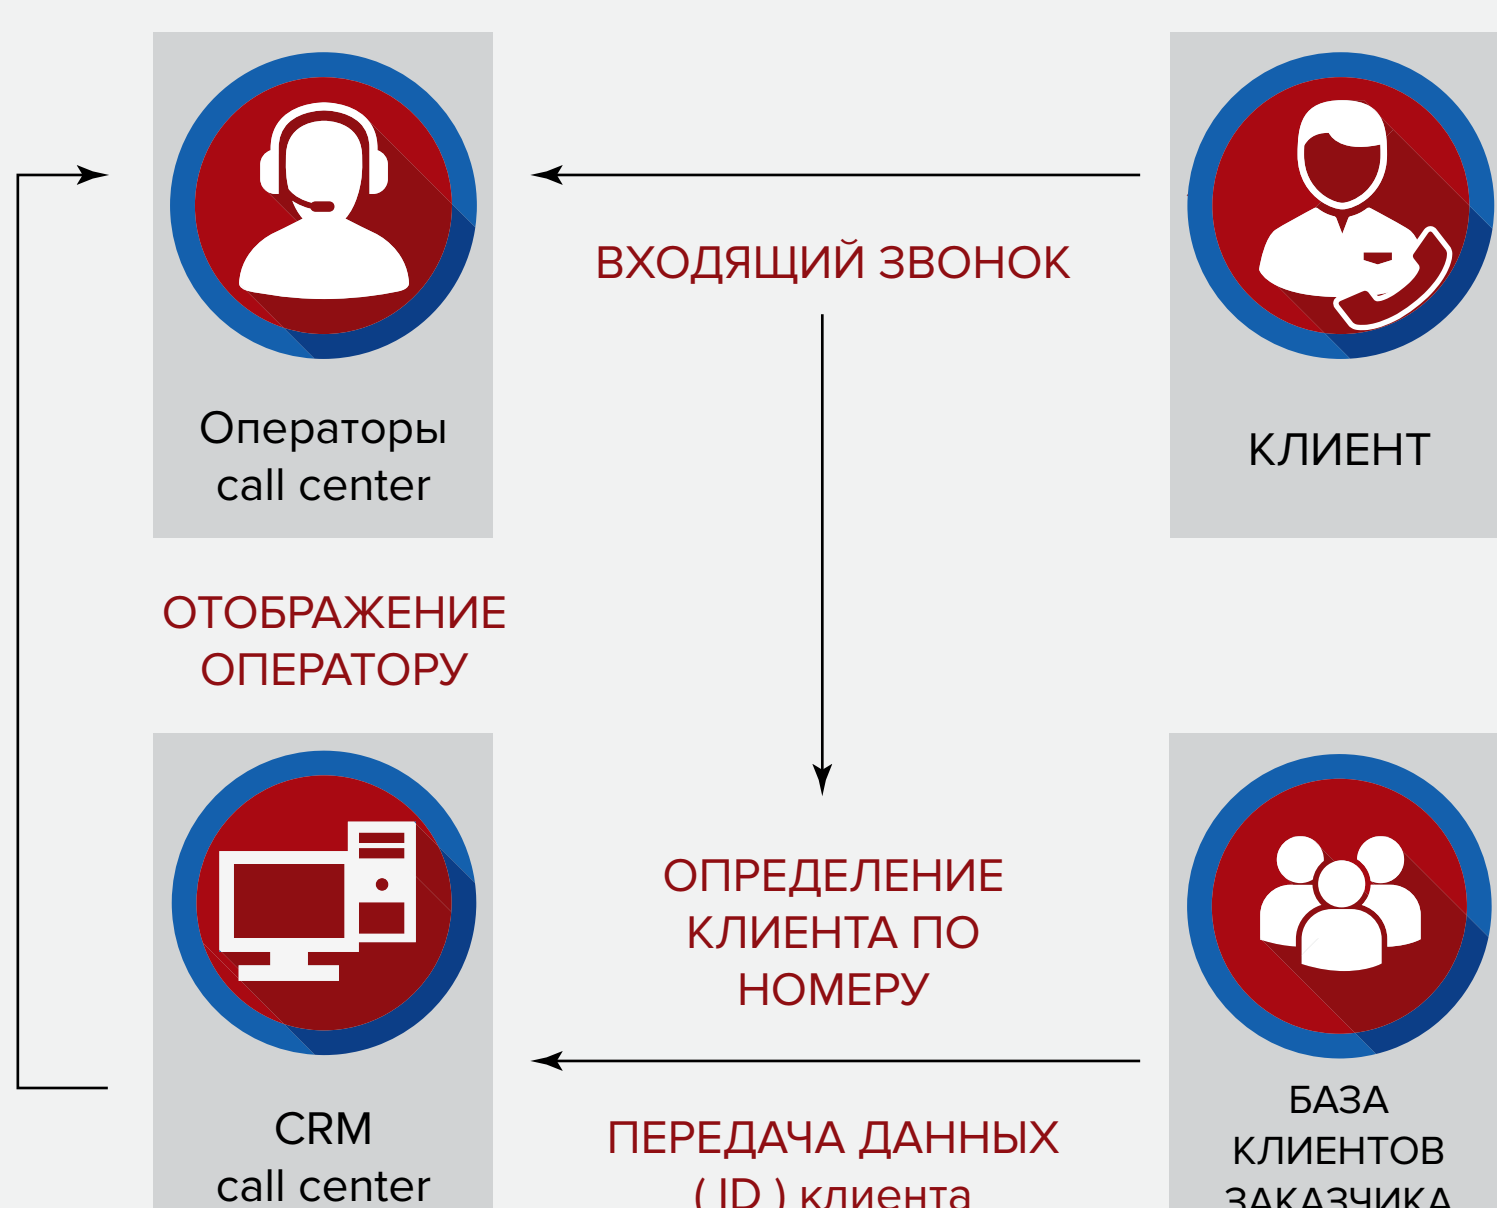 ВХОДЯЩИЙ ЗВОНОК
Операторы
call center
КЛИЕНТ
ОТОБРАЖЕНИЕ
ОПЕРАТОРУ
ОПРЕДЕЛЕНИЕ
КЛИЕНТА ПО
НОМЕРУ
CRM
call center
ПЕРЕДАЧА ДАННЫХ
( ID ) клиента
БАЗА
КЛИЕНТОВ
ЗАКАЗЧИКА